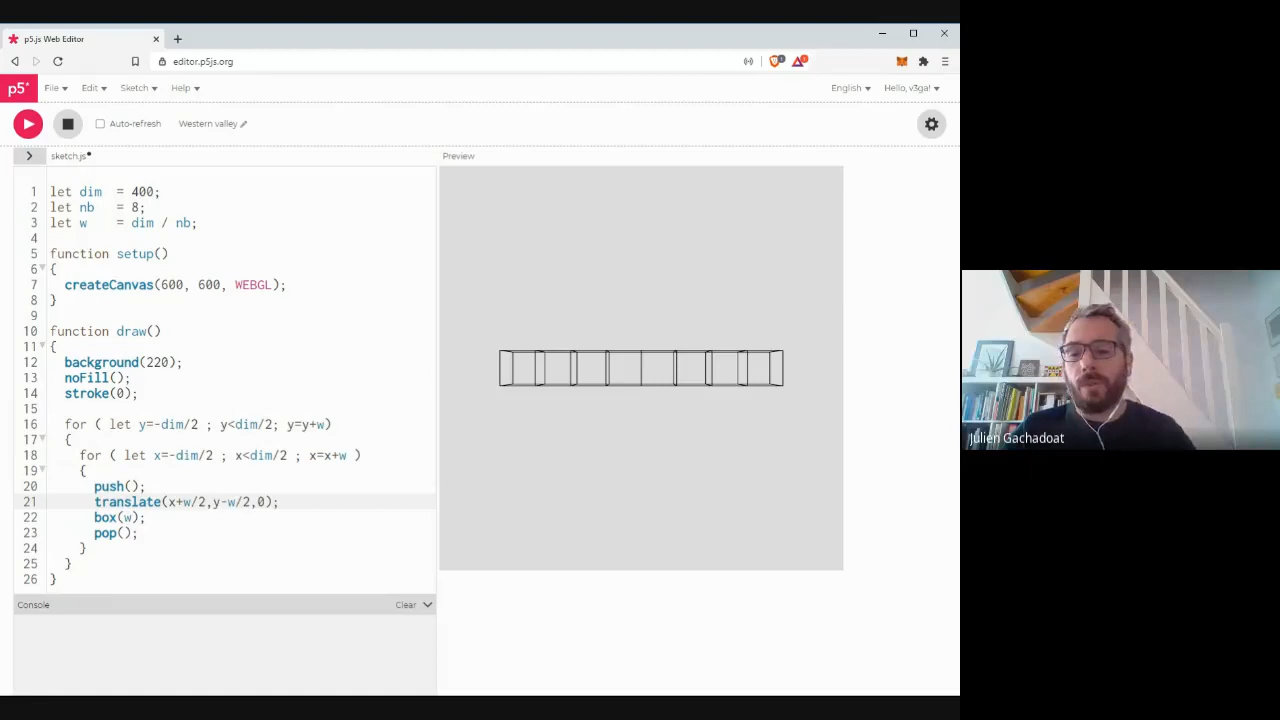 p5.js Web Editor
editor.p5js.org
p5* File Edit Sketch Help English Hello, v3ga!
Auto-refresh Western valley
sketch.js
Preview
1 let dim = 400;
2 let nb = 8;
3 let w = dim / nb;
4
5 function setup()
6 {
7 createCanvas(600, 600, WEBGL);
8 }
9
10 function draw()
11 {
12 background(220);
13 noFill();
14 stroke(0);
15
16 for ( let y=-dim/2 ; y<dim/2; y=y+w)
17 {
18 for ( let x=-dim/2 ; x<dim/2 ; x=x+w )
19 {
20 push();
21 translate(x+w/2,y-w/2,0);
22 box(w);
23 pop();
24 }
25 }
26 }
Console Clear
Julien Gachadoat